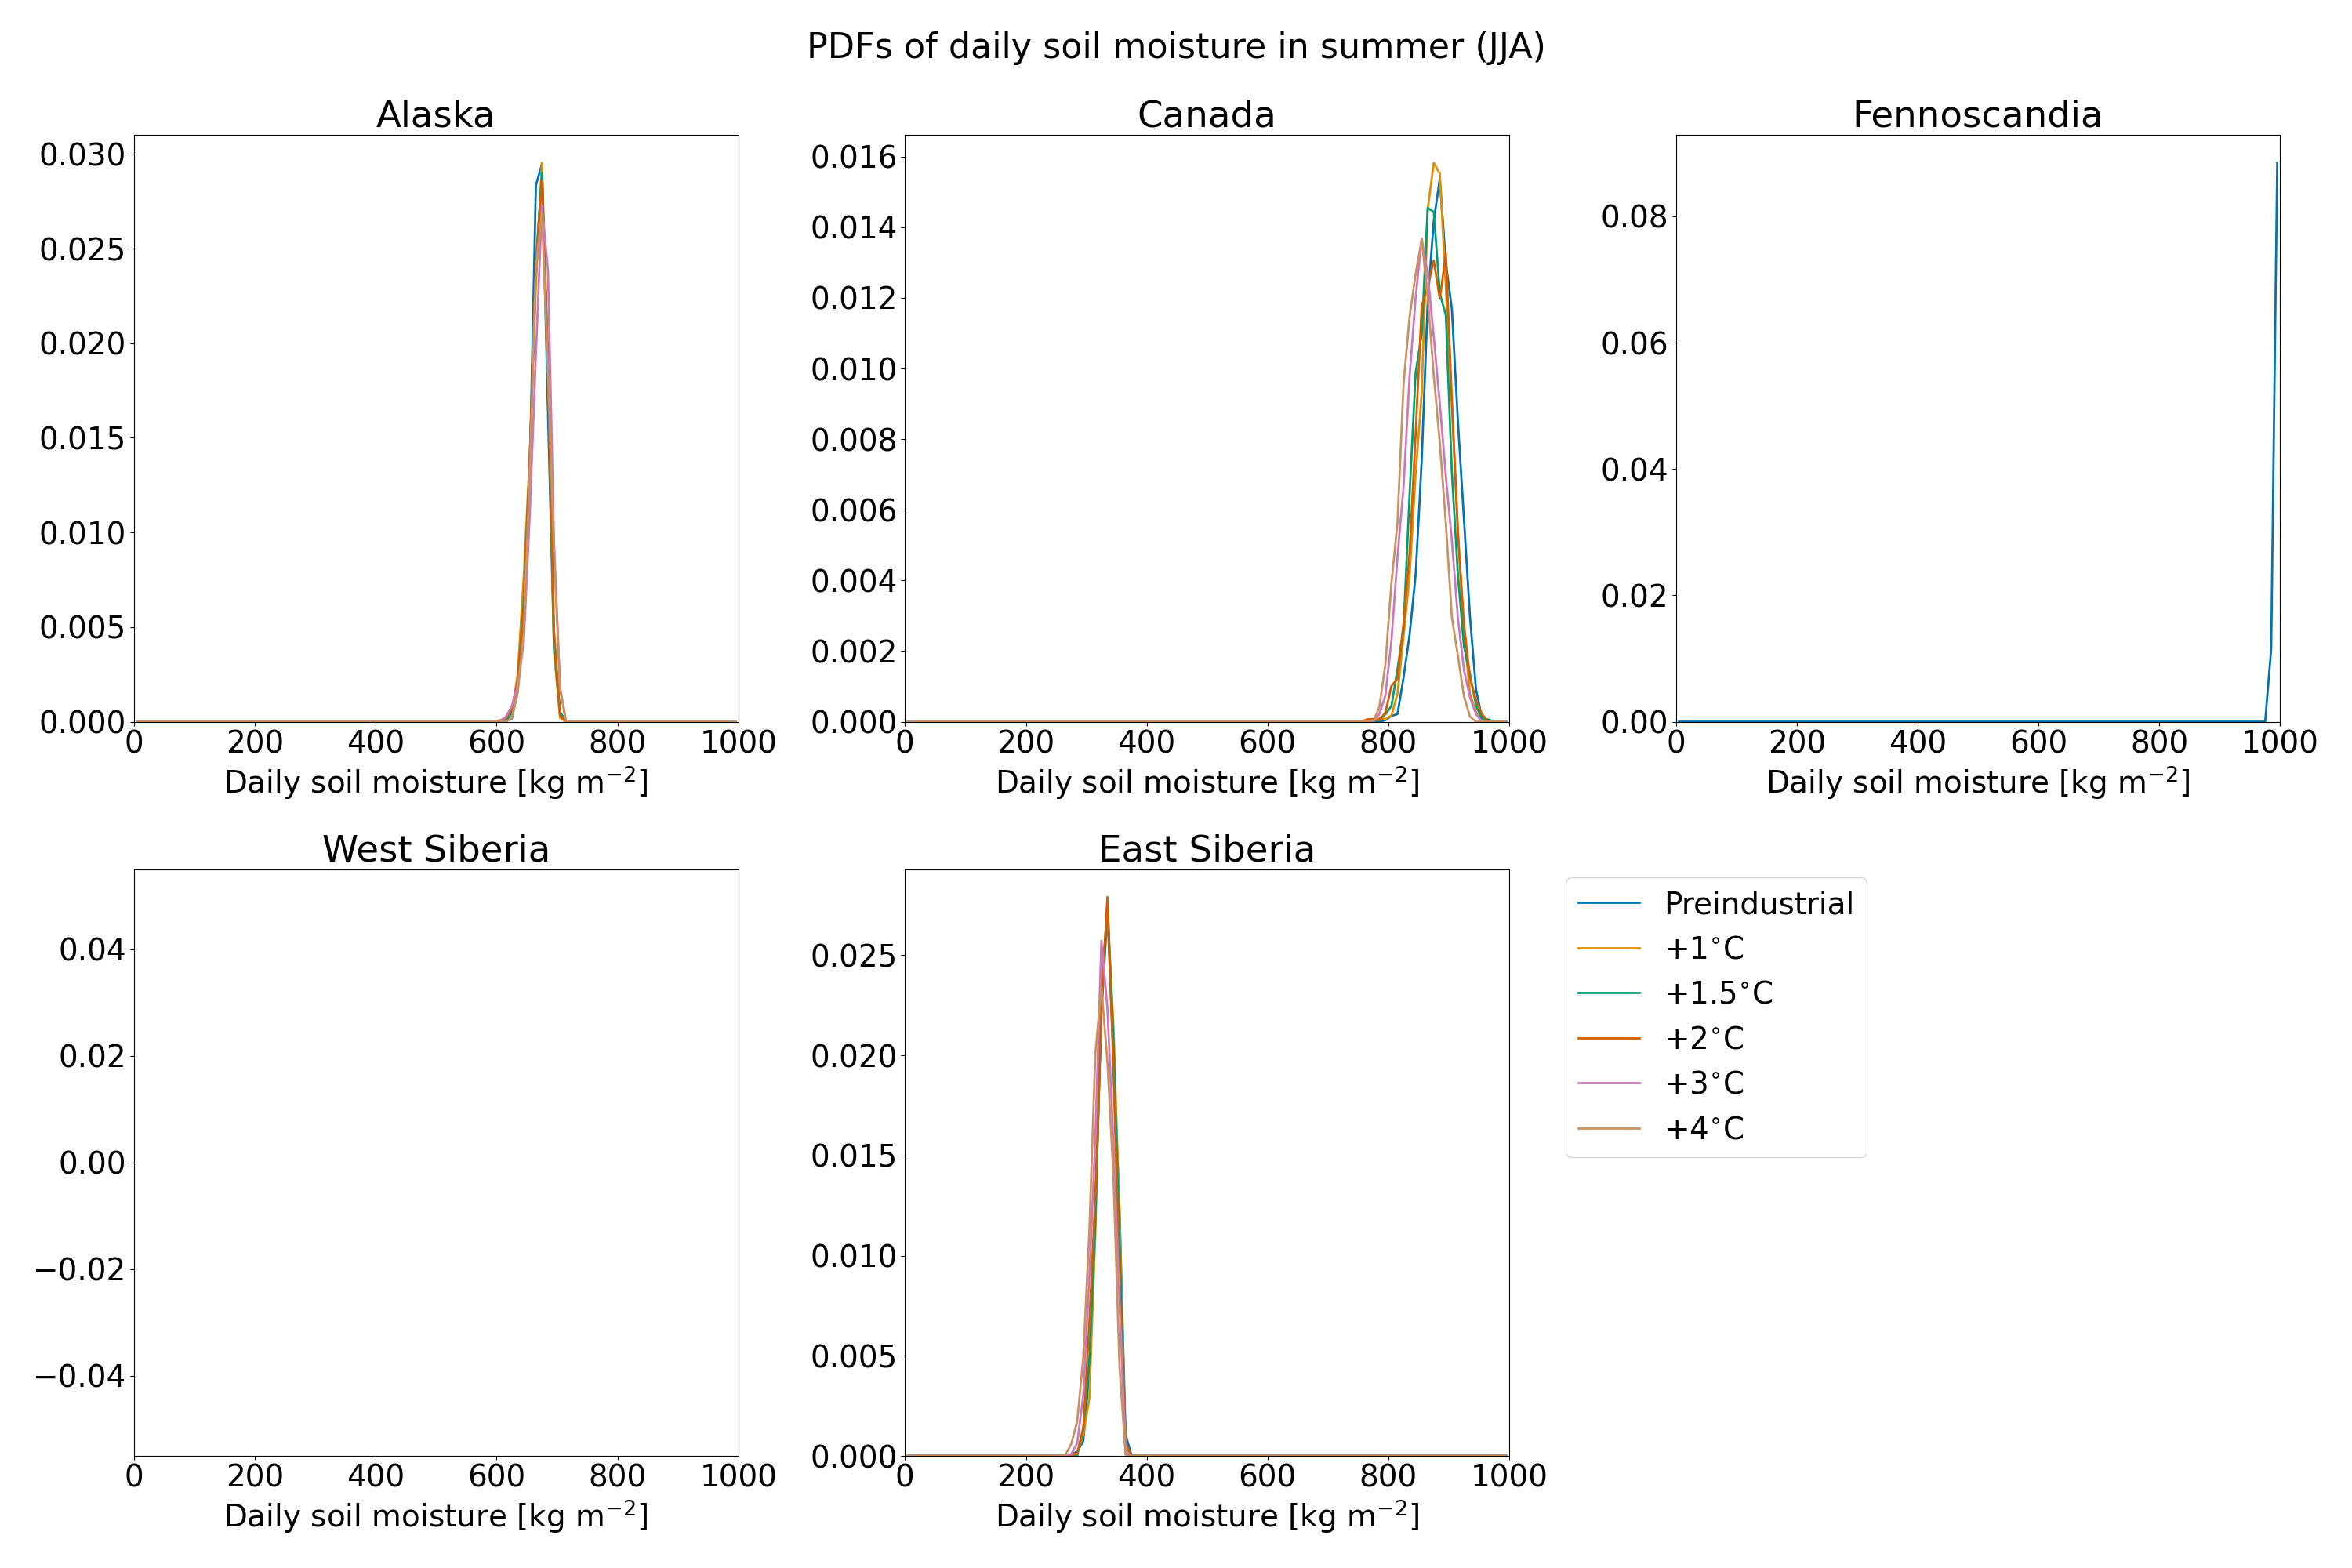 PDFs of daily soil moisture in summer (JJA)
Alaska
0.030
0.025
0.020
0.015
0.010
0.005
0.000
0 200 400 600 800 1000
Daily soil moisture [kg m⁻²]
Canada
0.016
0.014
0.012
0.010
0.008
0.006
0.004
0.002
0.000
0 200 400 600 800 1000
Daily soil moisture [kg m⁻²]
Fennoscandia
0.08
0.06
0.04
0.02
0.00
0 200 400 600 800 1000
Daily soil moisture [kg m⁻²]
West Siberia
0.04
0.02
0.00
−0.02
−0.04
0 200 400 600 800 1000
Daily soil moisture [kg m⁻²]
East Siberia
0.025
0.020
0.015
0.010
0.005
0.000
0 200 400 600 800 1000
Daily soil moisture [kg m⁻²]
Preindustrial
+1°C
+1.5°C
+2°C
+3°C
+4°C